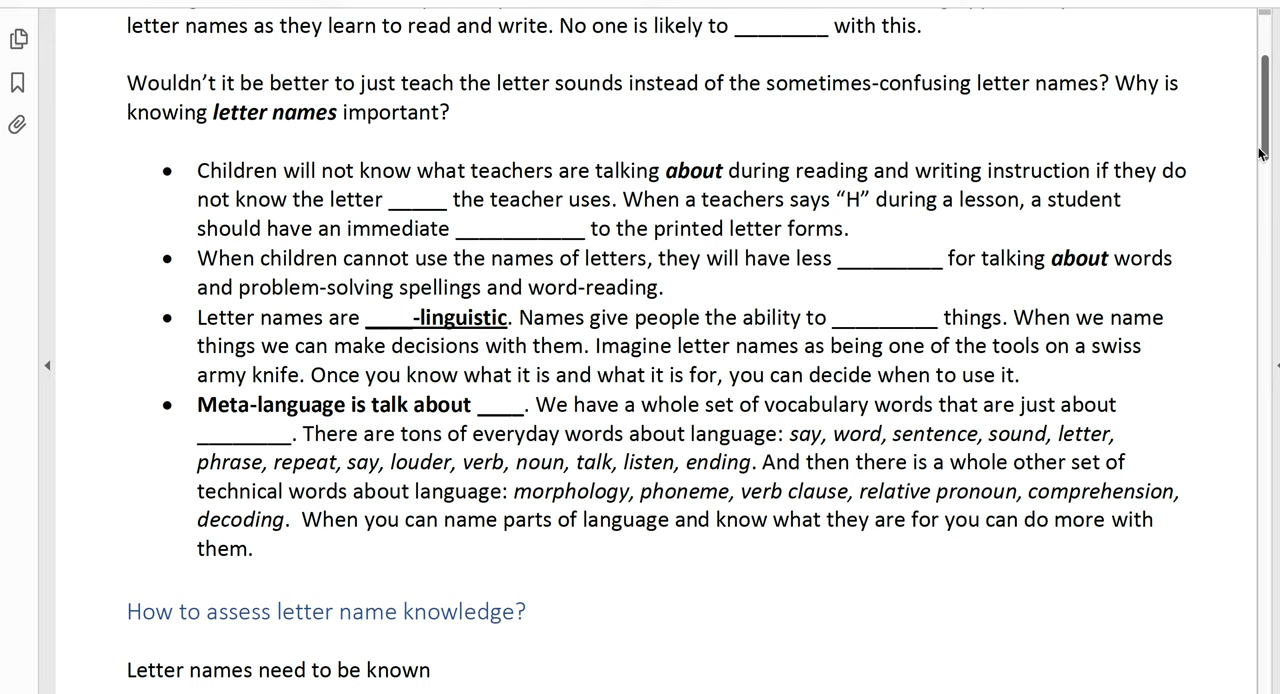 letter names as they learn to read and write. No one is likely to ________ with this.
Wouldn’t it be better to just teach the letter sounds instead of the sometimes-confusing letter names? Why is
knowing letter names important?
• Children will not know what teachers are talking about during reading and writing instruction if they do
not know the letter _____ the teacher uses. When a teachers says “H” during a lesson, a student
should have an immediate ___________ to the printed letter forms.
• When children cannot use the names of letters, they will have less _________ for talking about words
and problem-solving spellings and word-reading.
• Letter names are ____-linguistic. Names give people the ability to _________ things. When we name
things we can make decisions with them. Imagine letter names as being one of the tools on a swiss
army knife. Once you know what it is and what it is for, you can decide when to use it.
• Meta-language is talk about ____. We have a whole set of vocabulary words that are just about
________. There are tons of everyday words about language: say, word, sentence, sound, letter,
phrase, repeat, say, louder, verb, noun, talk, listen, ending. And then there is a whole other set of
technical words about language: morphology, phoneme, verb clause, relative pronoun, comprehension,
decoding. When you can name parts of language and know what they are for you can do more with
them.
How to assess letter name knowledge?
Letter names need to be known